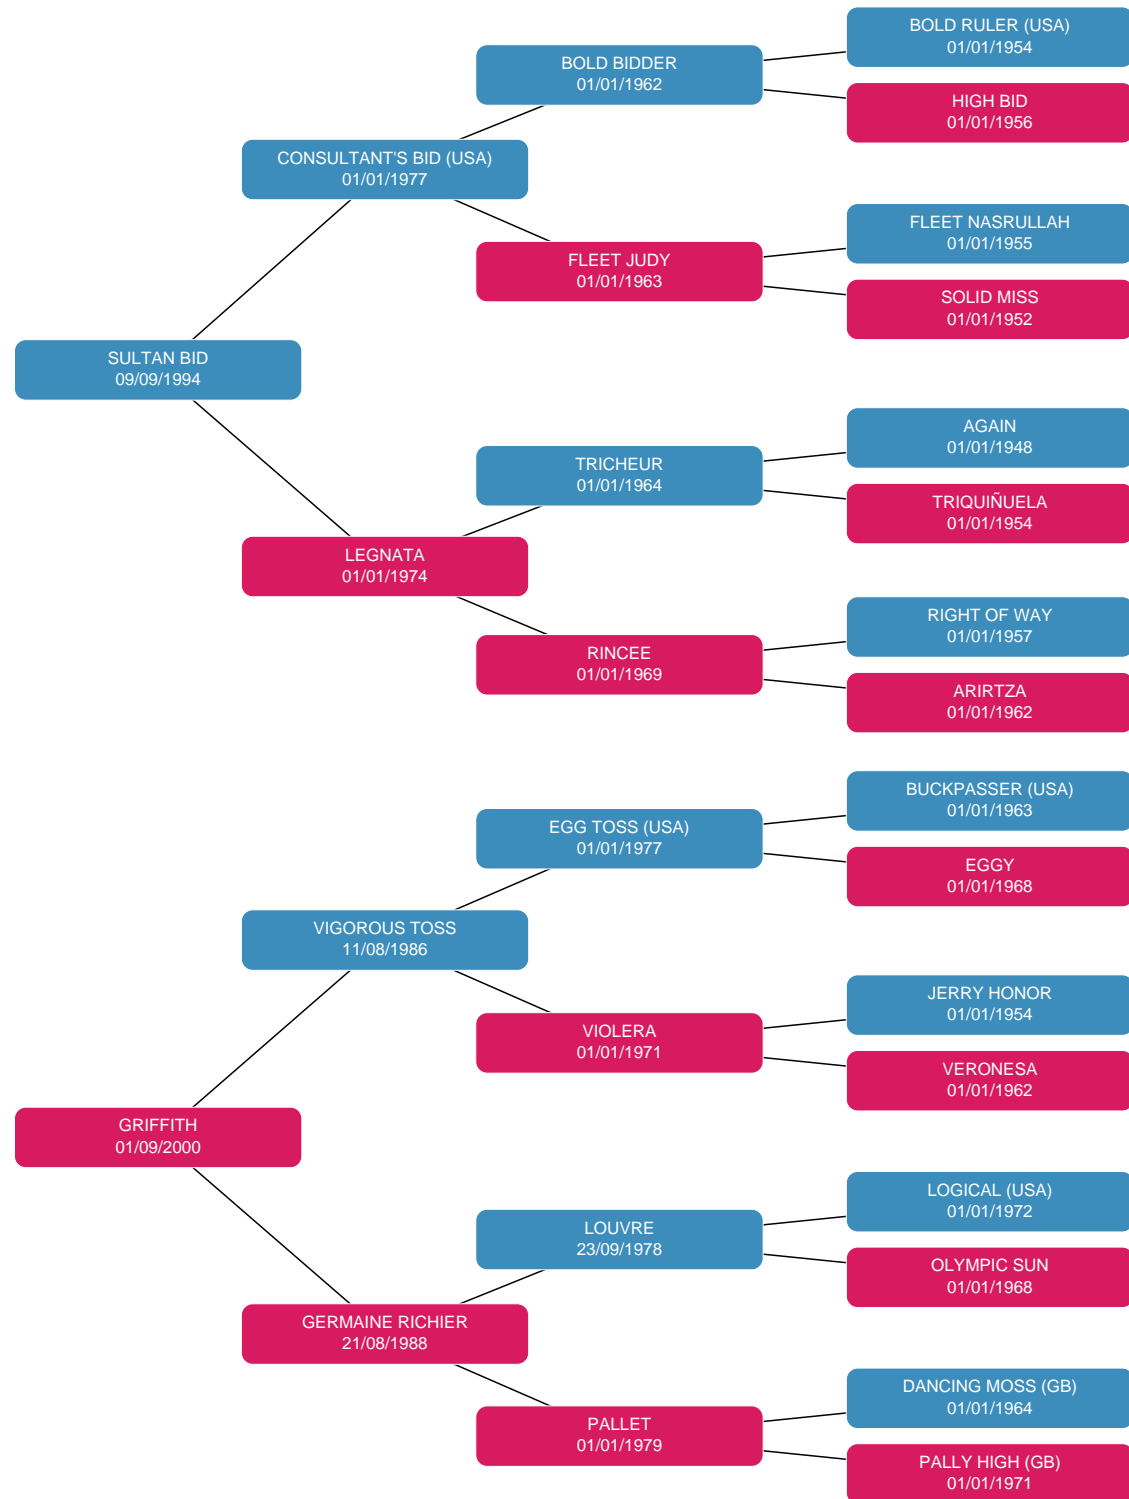 BOLD RULER (USA)
01/01/1954
BOLD BIDDER
01/01/1962
HIGH BID
01/01/1956
CONSULTANT'S BID (USA)
01/01/1977
FLEET NASRULLAH
01/01/1955
FLEET JUDY
01/01/1963
SOLID MISS
01/01/1952
SULTAN BID
09/09/1994
AGAIN
01/01/1948
TRICHEUR
01/01/1964
TRIQUIÑUELA
01/01/1954
LEGNATA
01/01/1974
RIGHT OF WAY
01/01/1957
RINCEE
01/01/1969
ARIRTZA
01/01/1962
BUCKPASSER (USA)
01/01/1963
EGG TOSS (USA)
01/01/1977
EGGY
01/01/1968
VIGOROUS TOSS
11/08/1986
JERRY HONOR
01/01/1954
VIOLERA
01/01/1971
VERONESA
01/01/1962
GRIFFITH
01/09/2000
LOGICAL (USA)
01/01/1972
LOUVRE
23/09/1978
OLYMPIC SUN
01/01/1968
GERMAINE RICHIER
21/08/1988
DANCING MOSS (GB)
01/01/1964
PALLET
01/01/1979
PALLY HIGH (GB)
01/01/1971